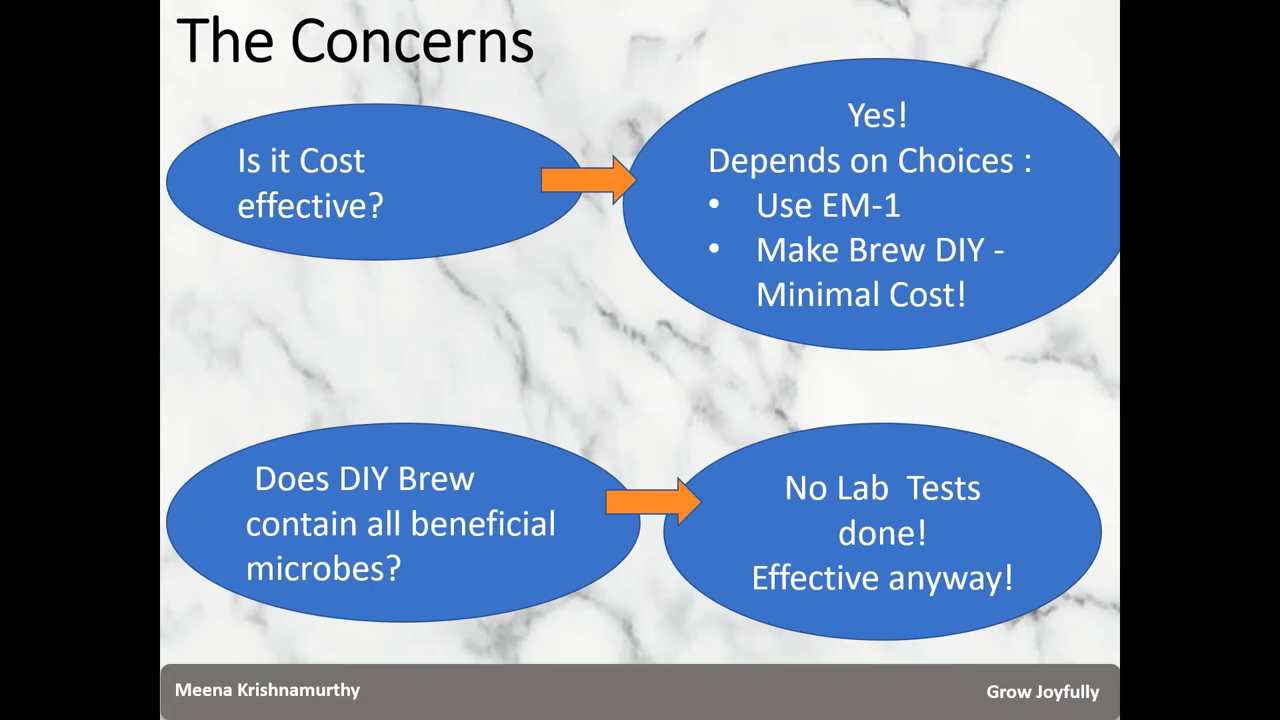 The Concerns
Is it Cost
effective?
Yes!
Depends on Choices :
• Use EM-1
• Make Brew DIY -
Minimal Cost!
Does DIY Brew
contain all beneficial
microbes?
No Lab Tests
done!
Effective anyway!
Meena Krishnamurthy
Grow Joyfully